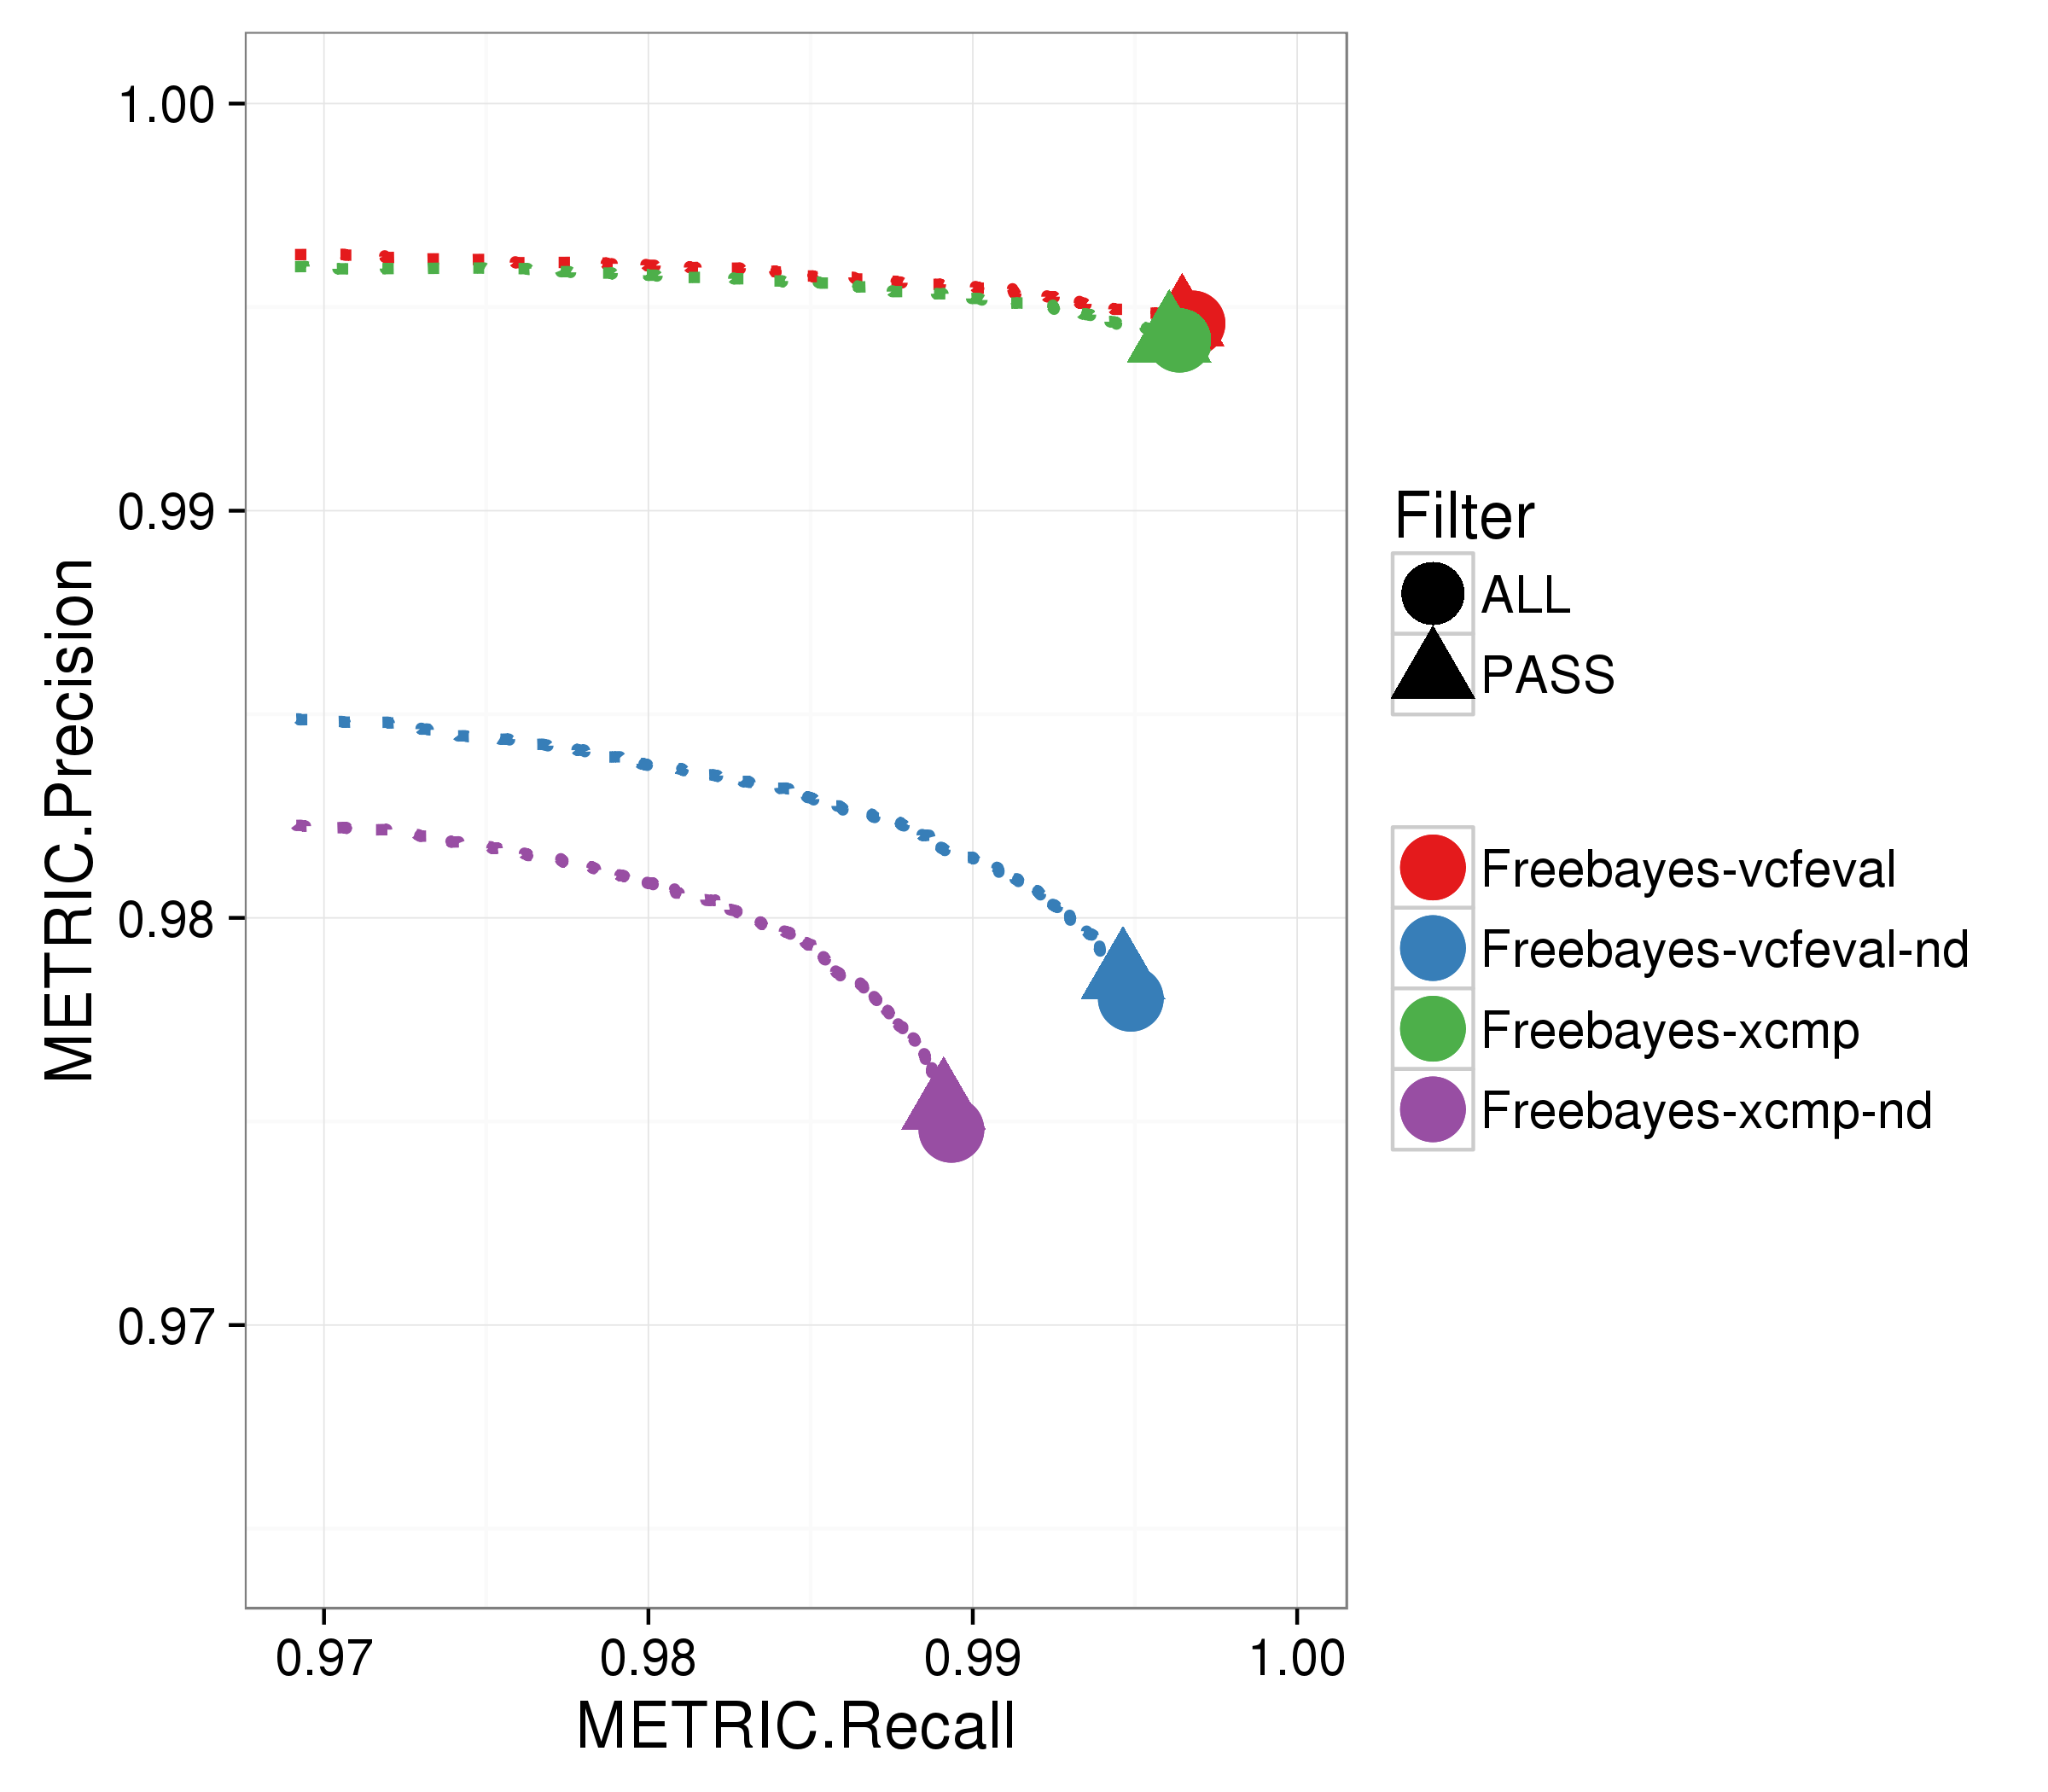 METRIC.Precision
1.00
0.99
0.98
0.97
0.97 0.98 0.99 1.00
METRIC.Recall
Filter
ALL
PASS
Freebayes-vcfeval
Freebayes-vcfeval-nd
Freebayes-xcmp
Freebayes-xcmp-nd